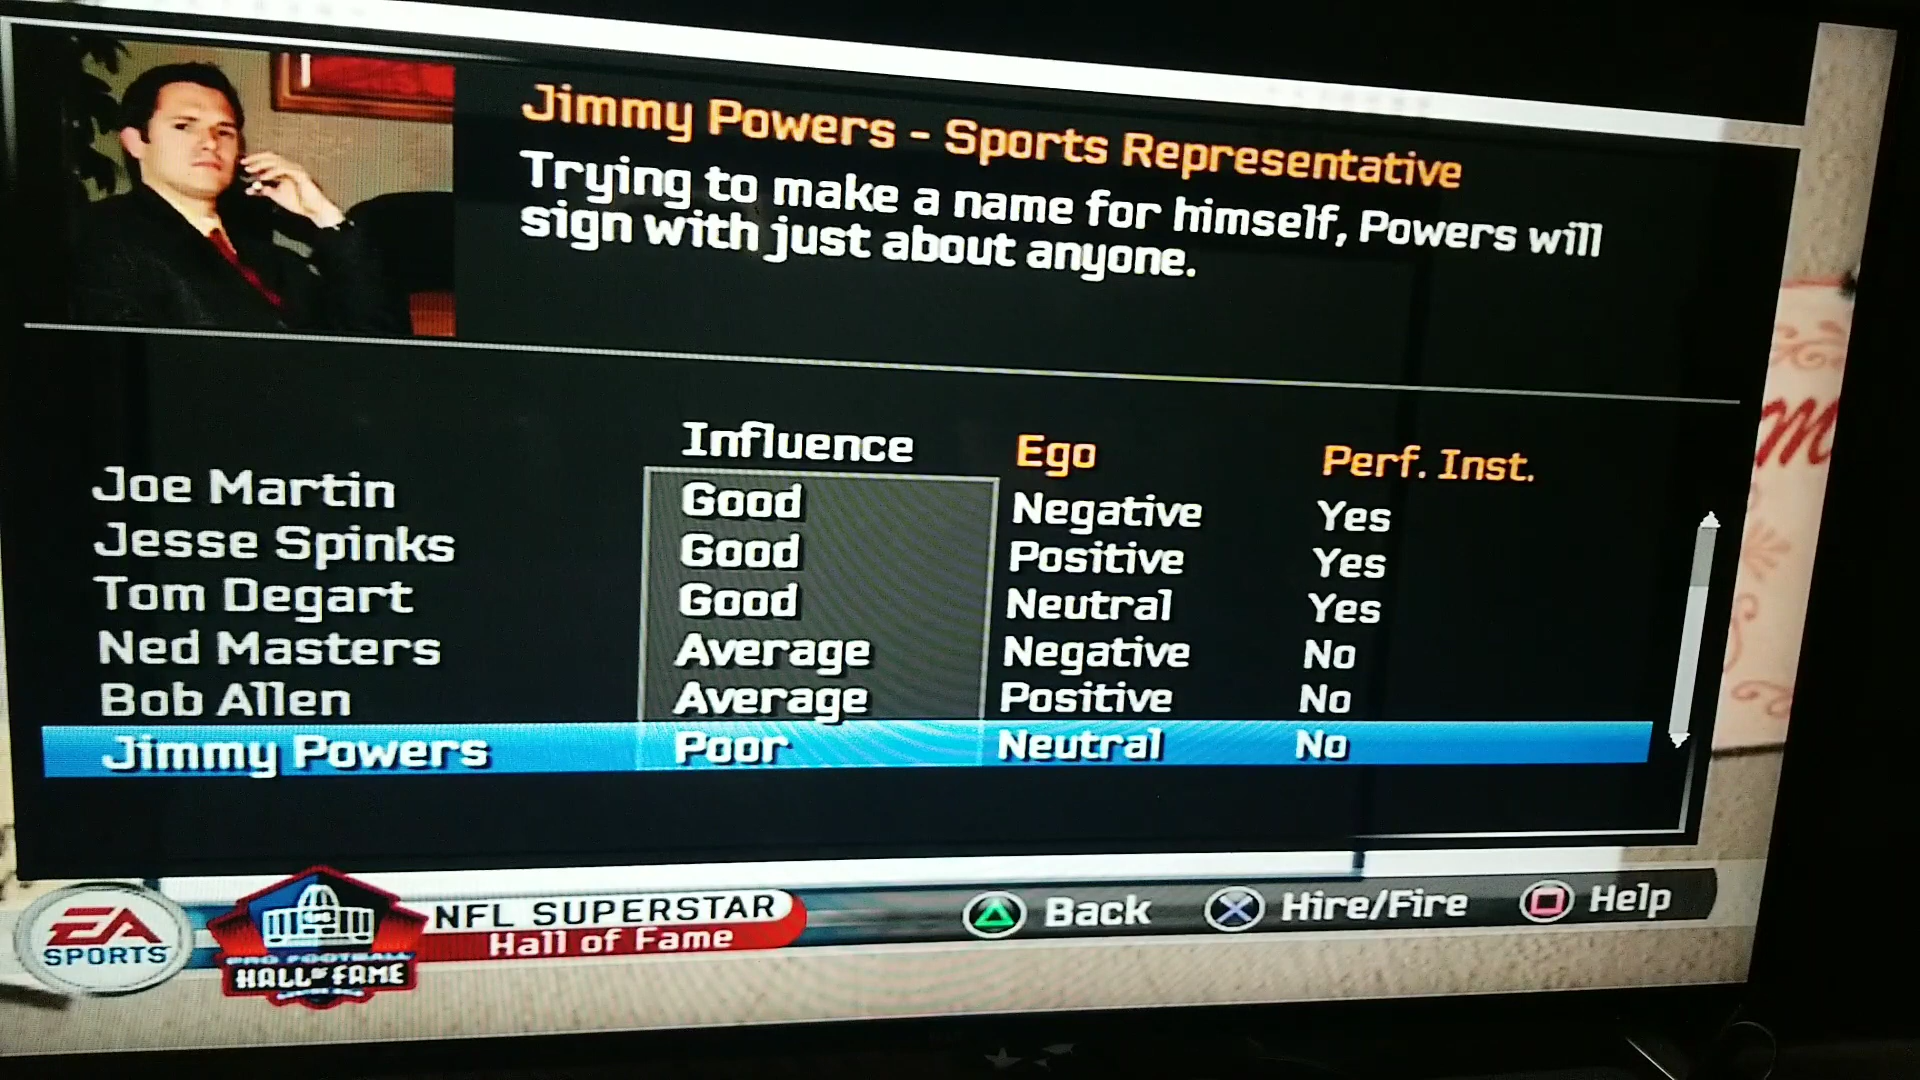 Jimmy Powers - Sports Representative
Trying to make a name for himself, Powers will
sign with just about anyone.
Influence Ego Perf. Inst.
Joe Martin Good Negative Yes
Jesse Spinks Good Positive Yes
Tom Degart Good Neutral Yes
Ned Masters Average Negative No
Bob Allen Average Positive No
Jimmy Powers Poor Neutral No
EA
SPORTS
PRO FOOTBALL
HALL OF FAME
NFL SUPERSTAR
Hall of Fame
Back Hire/Fire Help